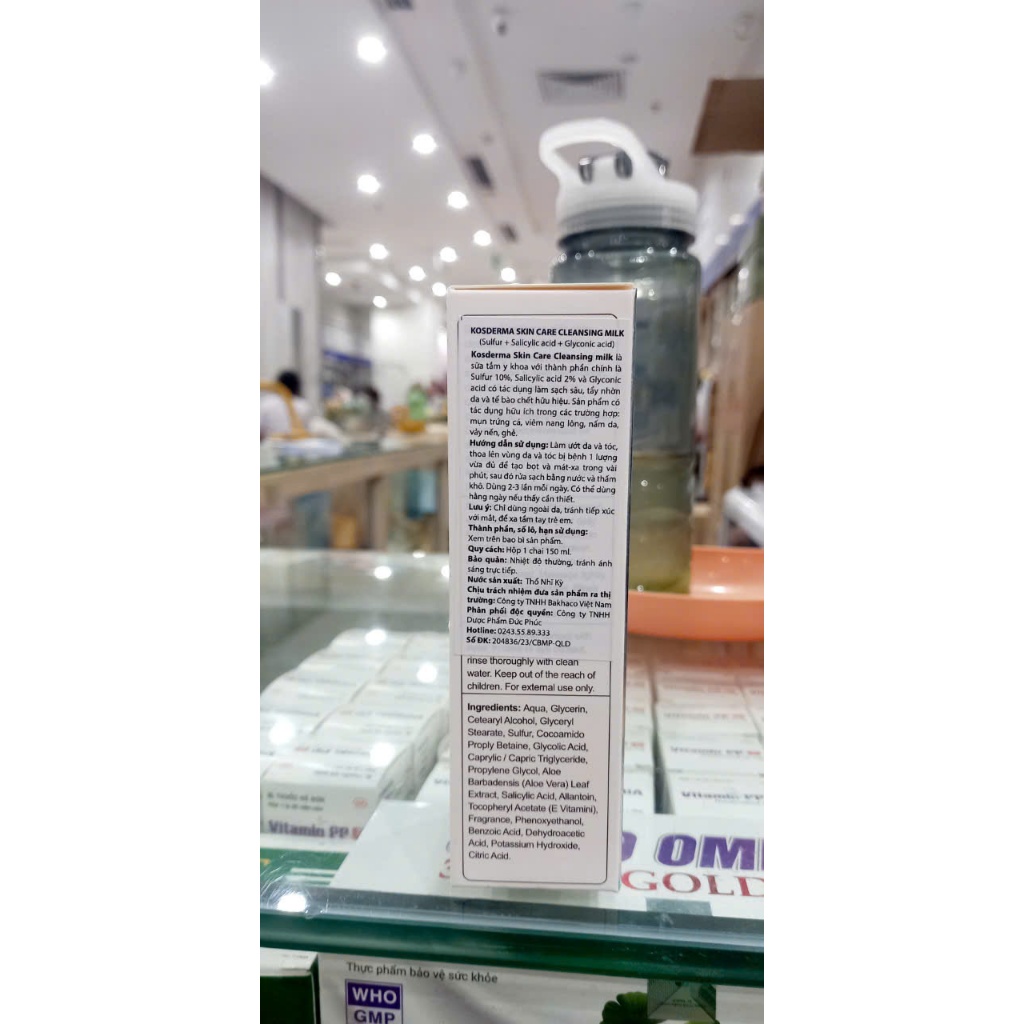 KOSDERMA SKIN CARE CLEANSING MILK
(Sulfur + Salicylic acid + Glyconic acid)
Kosderma Skin Care Cleansing milk là
sữa tắm y khoa với thành phần chính là
Sulfur 10%, Salicylic acid 2% và Glyconic
acid có tác dụng làm sạch sâu, tẩy nhờn
da và tế bào chết hữu hiệu. Sản phẩm có
tác dụng hữu ích trong các trường hợp:
mụn trứng cá, viêm nang lông, nấm da,
vảy nến, ghẻ.
Hướng dẫn sử dụng: Làm ướt da và tóc,
thoa lên vùng da và tóc bị bệnh 1 lượng
vừa đủ để tạo bọt và mát-xa trong vài
phút, sau đó rửa sạch bằng nước và thấm
khô. Dùng 2-3 lần mỗi ngày. Có thể dùng
hằng ngày nếu thấy cần thiết.
Lưu ý: Chỉ dùng ngoài da, tránh tiếp xúc
với mắt, để xa tầm tay trẻ em.
Thành phần, số lô, hạn sử dụng:
Xem trên bao bì sản phẩm.
Quy cách: Hộp 1 chai 150 ml.
Bảo quản: Nhiệt độ thường, tránh ánh
sáng trực tiếp.
Nước sản xuất: Thổ Nhĩ Kỳ
Chịu trách nhiệm đưa sản phẩm ra thị
trường: Công ty TNHH Bakhaco Việt Nam
Phân phối độc quyền: Công ty TNHH
Dược Phẩm Đức Phúc
Hotline: 0243.55.89.333
Số ĐK: 204836/23/CBMP-QLD
rinse thoroughly with clean
water. Keep out of the reach of
children. For external use only.
Ingredients: Aqua, Glycerin,
Cetearyl Alcohol, Glyceryl
Stearate, Sulfur, Cocoamido
Proply Betaine, Glycolic Acid,
Caprylic / Capric Triglyceride,
Propylene Glycol, Aloe
Barbadensis (Aloe Vera) Leaf
Extract, Salicylic Acid, Allantoin,
Tocopheryl Acetate (E Vitamini),
Fragrance, Phenoxyethanol,
Benzoic Acid, Dehydroacetic
Acid, Potassium Hydroxide,
Citric Acid.
Vitamin PP
Vitamin PP
Vitamin PP
OM
GOLD
Thực phẩm bảo vệ sức khỏe
WHO
GMP